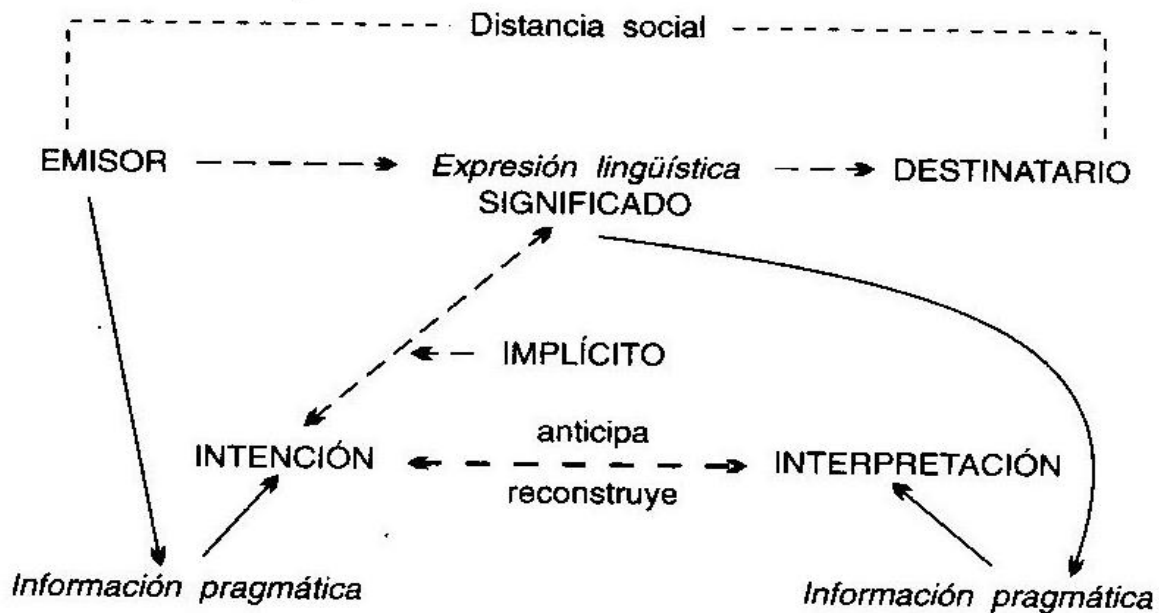 Distancia social
EMISOR
Expresión lingüística
DESTINATARIO
SIGNIFICADO
IMPLÍCITO
anticipa
INTENCIÓN
INTERPRETACIÓN
reconstruye
Información pragmática
Información pragmática